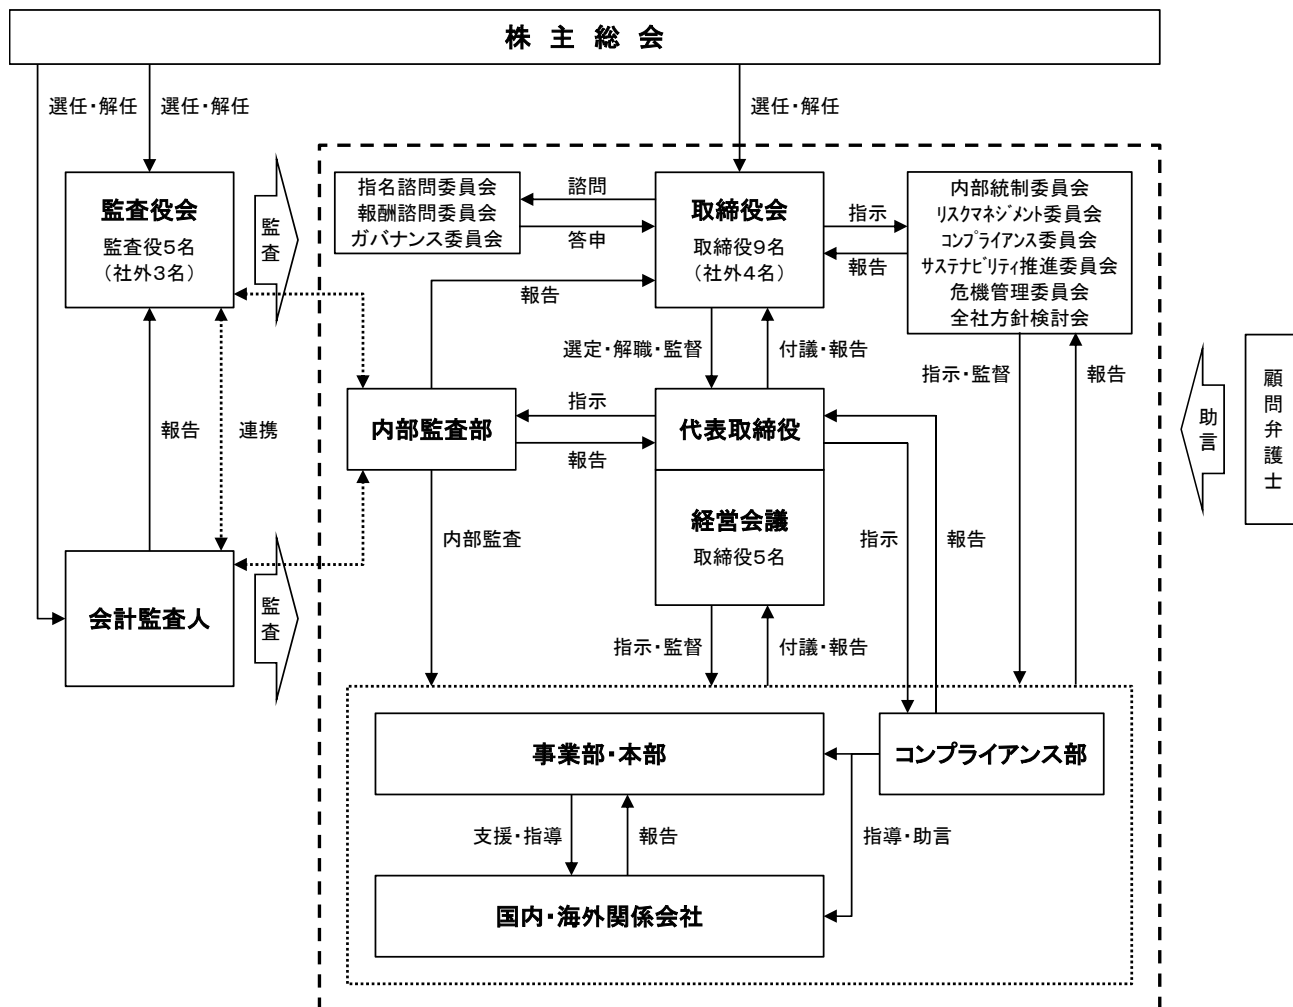 株 主 総 会
選任・解任
選任・解任
選任・解任
監査役会
監査役5名
（社外3名）
監査
指名諮問委員会
報酬諮問委員会
ガバナンス委員会
諮問
答申
取締役会
取締役9名
（社外4名）
指示
報告
内部統制委員会
ﾘｽｸﾏﾈｼﾞﾒﾝﾄ委員会
ｺﾝﾌﾟﾗｲｱﾝｽ委員会
ｻｽﾃﾅﾋﾞﾘﾃｨ推進委員会
危機管理委員会
全社方針検討会
報告
選定・解職・監督
付議・報告
指示・監督
報告
顧問弁護士
助言
報告
連携
内部監査部
指示
報告
代表取締役
経営会議
取締役5名
内部監査
指示
報告
会計監査人
監査
指示・監督
付議・報告
事業部・本部
コンプライアンス部
支援・指導
報告
指導・助言
国内・海外関係会社